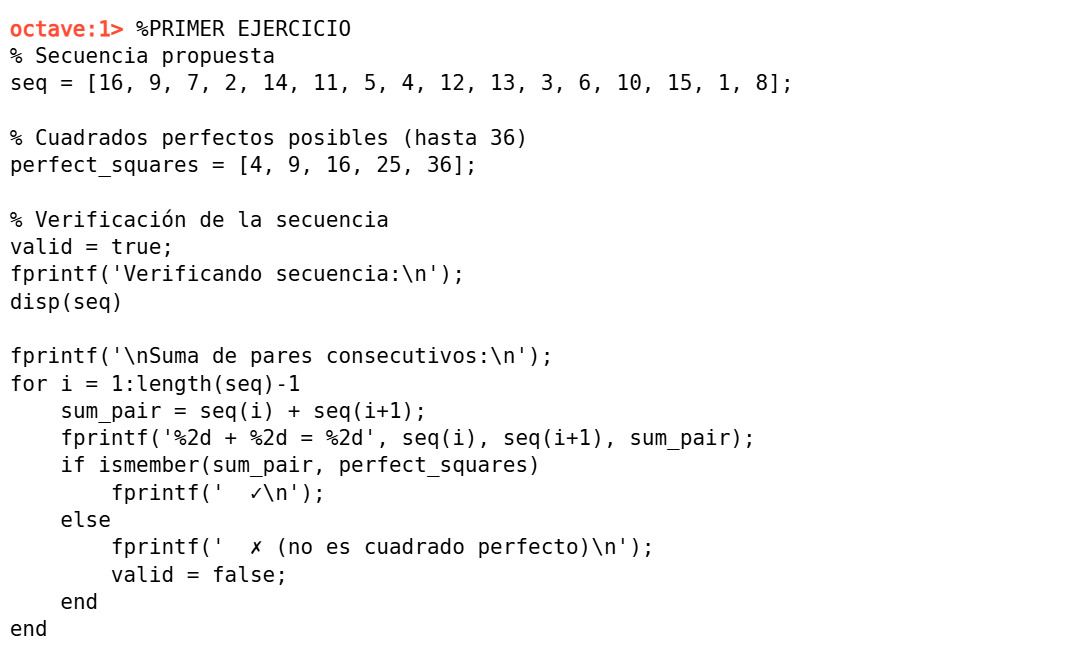 octave:1> %PRIMER EJERCICIO
% Secuencia propuesta
seq = [16, 9, 7, 2, 14, 11, 5, 4, 12, 13, 3, 6, 10, 15, 1, 8];
% Cuadrados perfectos posibles (hasta 36)
perfect_squares = [4, 9, 16, 25, 36];
% Verificación de la secuencia
valid = true;
fprintf('Verificando secuencia:\n');
disp(seq)
fprintf('\nSuma de pares consecutivos:\n');
for i = 1:length(seq)-1
    sum_pair = seq(i) + seq(i+1);
    fprintf('%2d + %2d = %2d', seq(i), seq(i+1), sum_pair);
    if ismember(sum_pair, perfect_squares)
        fprintf('  ✓\n');
    else
        fprintf('  ✗ (no es cuadrado perfecto)\n');
        valid = false;
    end
end